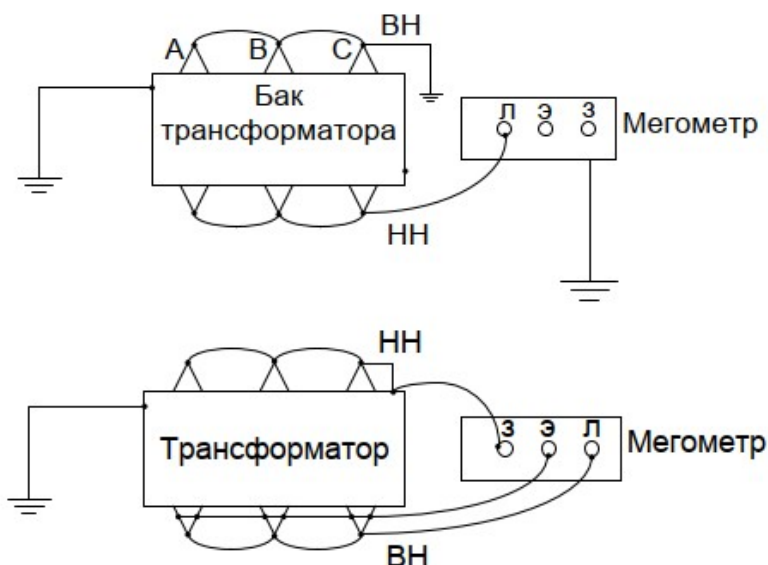 ВН
А В С
Бак
трансформатора
Л Э З
Мегометр
НН
НН
Трансформатор
З Э Л
Мегометр
ВН